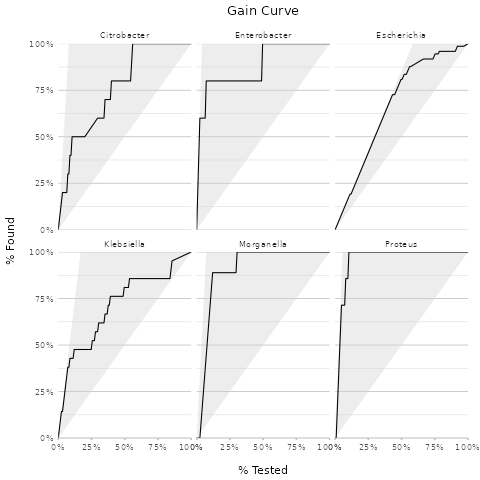 Gain Curve
Citrobacter Enterobacter Escherichia
100%
75%
50%
25%
0%
Klebsiella Morganella Proteus
100%
75%
50%
25%
0%
0% 25% 50% 75% 100% 0% 25% 50% 75% 100% 0% 25% 50% 75% 100%
% Tested
% Found